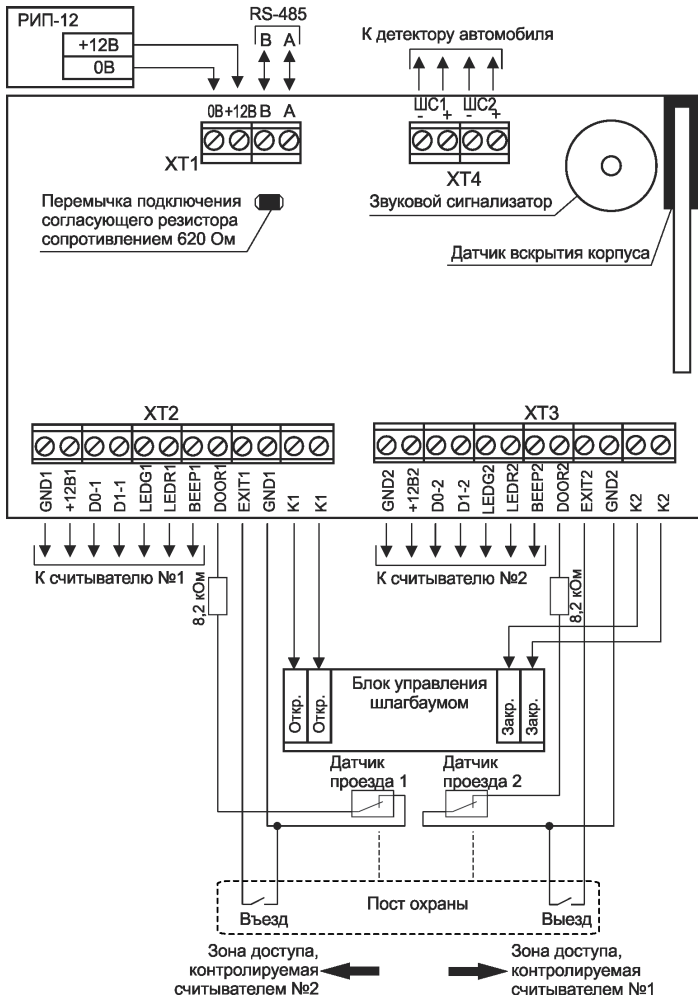 РИП-12
+12В
0В
RS-485
В А
К детектору автомобиля
0В +12В В А
XT1
ШС1 ШС2
- + - +
XT4
Звуковой сигнализатор
Датчик вскрытия корпуса
Перемычка подключения
согласующего резистора
сопротивлением 620 Ом
XT2
XT3
GND1 +12В1 D0-1 D1-1 LEDG1 LEDR1 BEEP1 DOOR1 EXIT1 GND1 K1 K1
GND2 +12В2 D0-2 D1-2 LEDG2 LEDR2 BEEP2 DOOR2 EXIT2 GND2 K2 K2
К считывателю №1
К считывателю №2
8,2 кОм
8,2 кОм
Откр. Откр.
Блок управления
шлагбаумом
Закр. Закр.
Датчик
проезда 1
Датчик
проезда 2
Въезд
Пост охраны
Выезд
Зона доступа,
контролируемая
считывателем №2
Зона доступа,
контролируемая
считывателем №1